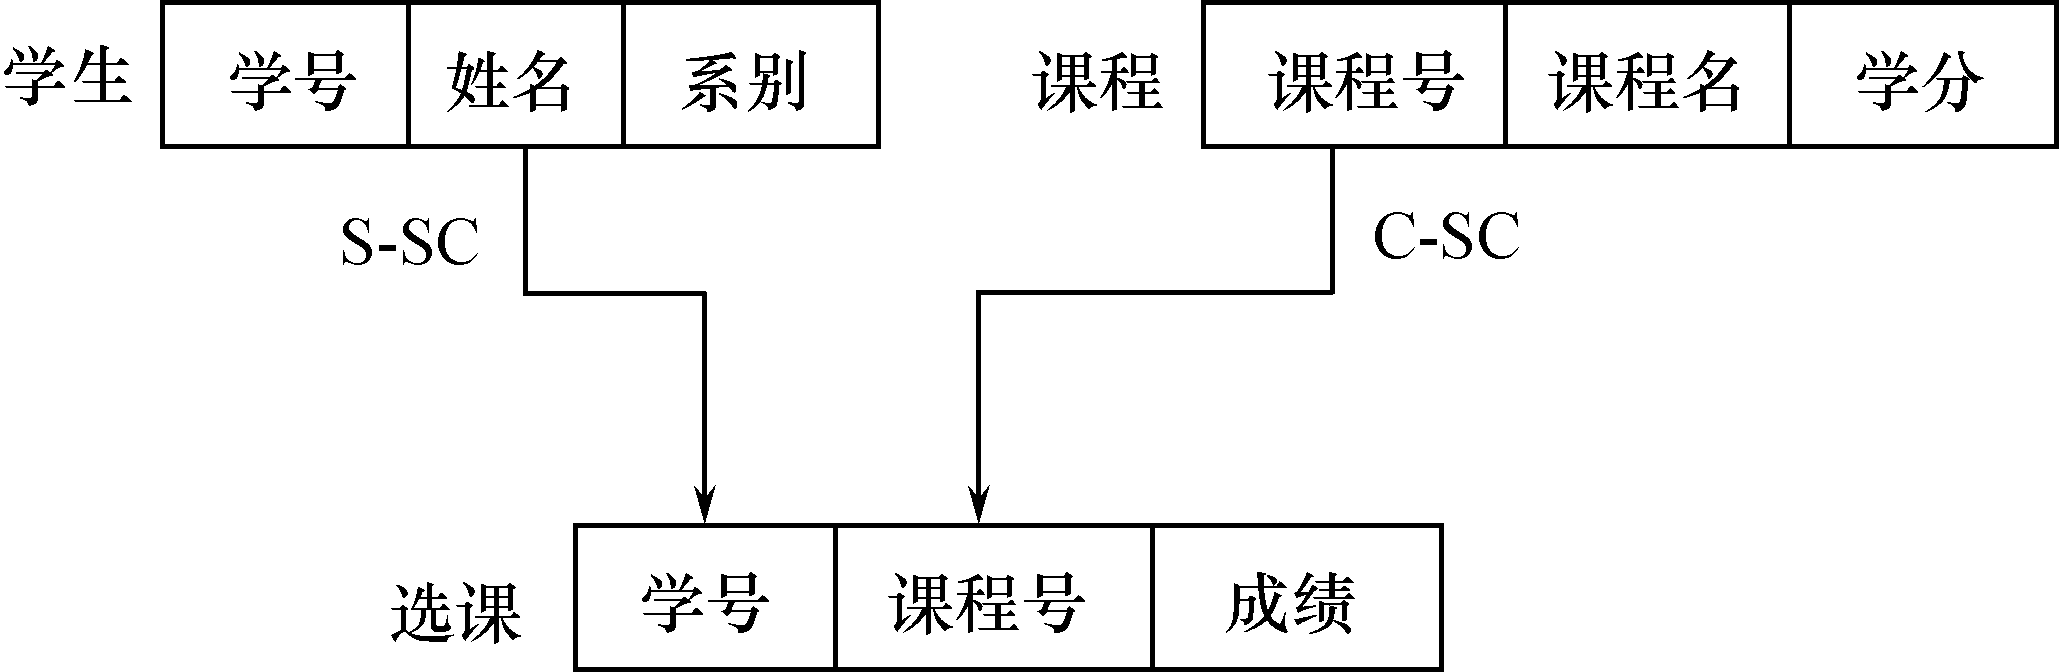 学生 学号 姓名 系别 课程 课程号 课程名 学分
S-SC C-SC
选课 学号 课程号 成绩